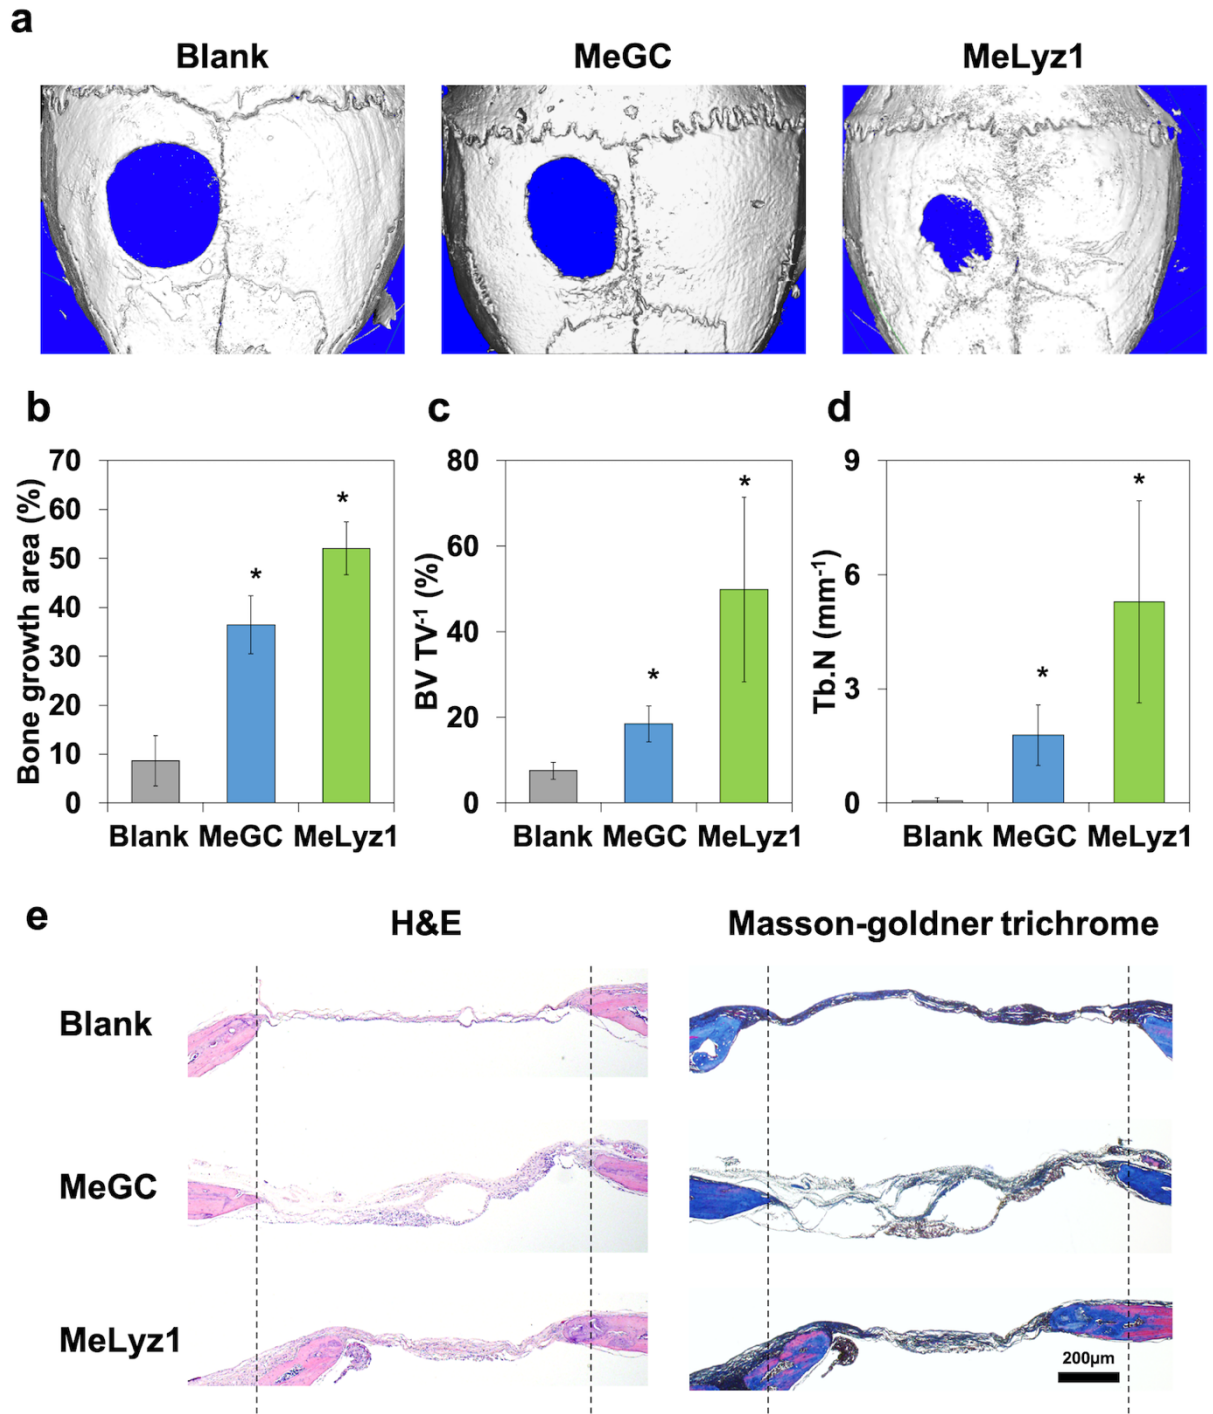 a
Blank MeGC MeLyz1
b c d
Bone growth area (%)
70
60
50
40
30
20
10
0
*
*
Blank MeGC MeLyz1
BV TV⁻¹ (%)
80
60
40
20
0
*
*
Blank MeGC MeLyz1
Tb.N (mm⁻¹)
9
6
3
0
*
*
Blank MeGC MeLyz1
e
H&E Masson-goldner trichrome
Blank
MeGC
MeLyz1
200µm